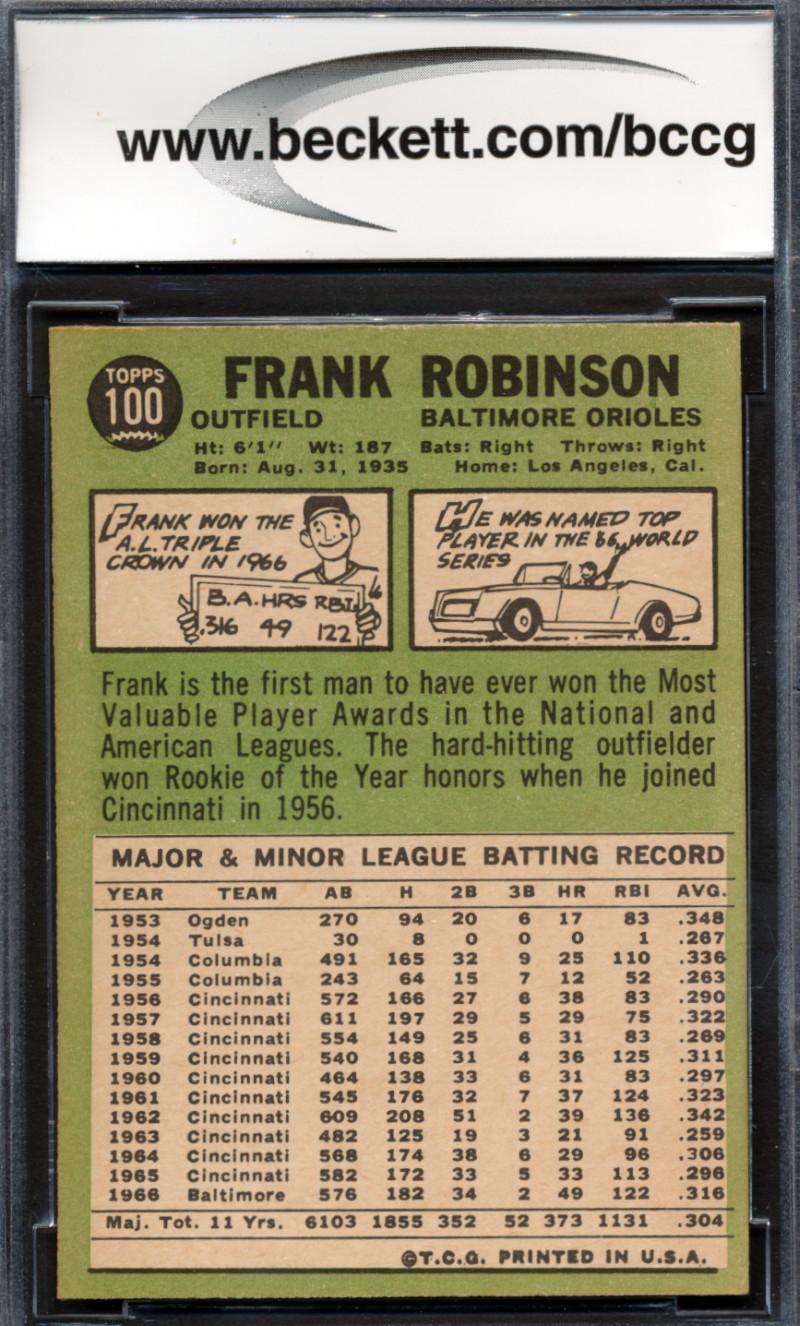 www.beckett.com/bccg
TOPPS
100
FRANK ROBINSON
OUTFIELD BALTIMORE ORIOLES
Ht: 6'1" Wt: 187 Bats: Right Throws: Right
Born: Aug. 31, 1935 Home: Los Angeles, Cal.
FRANK WON THE
A.L. TRIPLE
CROWN IN 1966
B.A. HRS RBI
.316 49 122
HE WAS NAMED TOP
PLAYER IN THE '66 WORLD
SERIES
Frank is the first man to have ever won the Most
Valuable Player Awards in the National and
American Leagues. The hard-hitting outfielder
won Rookie of the Year honors when he joined
Cincinnati in 1956.
MAJOR & MINOR LEAGUE BATTING RECORD
YEAR TEAM AB H 2B 3B HR RBI AVG.
1953 Ogden 270 94 20 6 17 83 .348
1954 Tulsa 30 8 0 0 0 1 .267
1954 Columbia 491 165 32 9 25 110 .336
1955 Columbia 243 64 15 7 12 52 .263
1956 Cincinnati 572 166 27 6 38 83 .290
1957 Cincinnati 611 197 29 5 29 75 .322
1958 Cincinnati 554 149 25 6 31 83 .269
1959 Cincinnati 540 168 31 4 36 125 .311
1960 Cincinnati 464 138 33 6 31 83 .297
1961 Cincinnati 545 176 32 7 37 124 .323
1962 Cincinnati 609 208 51 2 39 136 .342
1963 Cincinnati 482 125 19 3 21 91 .259
1964 Cincinnati 568 174 38 6 29 96 .306
1965 Cincinnati 582 172 33 5 33 113 .296
1966 Baltimore 576 182 34 2 49 122 .316
Maj. Tot. 11 Yrs. 6103 1855 352 52 373 1131 .304
©T.C.G. PRINTED IN U.S.A.